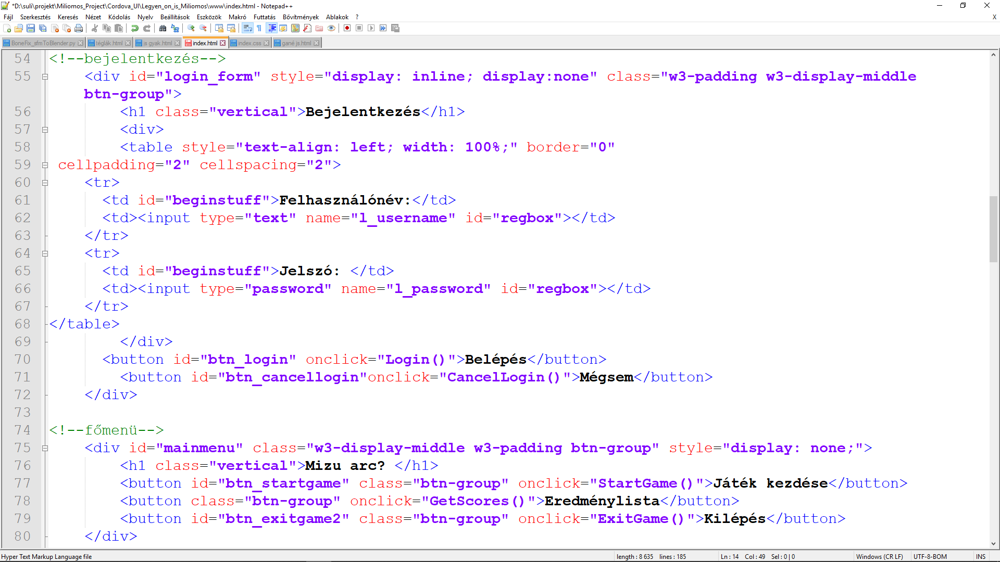 *D:\suli\projekt\Miliomos_Project\Cordova_UI\Legyen_on_is_Miliomos\www\index.html - Notepad++
Fájl Szerkesztés Keresés Nézet Kódolás Nyelv Beállítások Eszközök Makró Futtatás Bővítmények Ablakok ? X
BoneFix_sfmToBlender.py téglák.html js gyak.html index.html index.css gané js.html
54 <!--bejelentkezés-->
55 <div id="login_form" style="display: inline; display:none" class="w3-padding w3-display-middle
btn-group">
56 <h1 class="vertical">Bejelentkezés</h1>
57 <div>
58 <table style="text-align: left; width: 100%;" border="0"
59 cellpadding="2" cellspacing="2">
60 <tr>
61 <td id="beginstuff">Felhasználónév:</td>
62 <td><input type="text" name="l_username" id="regbox"></td>
63 </tr>
64 <tr>
65 <td id="beginstuff">Jelszó: </td>
66 <td><input type="password" name="l_password" id="regbox"></td>
67 </tr>
68 </table>
69 </div>
70 <button id="btn_login" onclick="Login()">Belépés</button>
71 <button id="btn_cancellogin"onclick="CancelLogin()">Mégsem</button>
72 </div>
73
74 <!--főmenü-->
75 <div id="mainmenu" class="w3-display-middle w3-padding btn-group" style="display: none;">
76 <h1 class="vertical">Mizu arc? </h1>
77 <button id="btn_startgame" class="btn-group" onclick="StartGame()">Játék kezdése</button>
78 <button class="btn-group" onclick="GetScores()">Eredménylista</button>
79 <button id="btn_exitgame2" class="btn-group" onclick="ExitGame()">Kilépés</button>
80 </div>
Hyper Text Markup Language file length : 8 635 lines : 185 Ln : 14 Col : 49 Sel : 0 | 0 Windows (CR LF) UTF-8-BOM INS